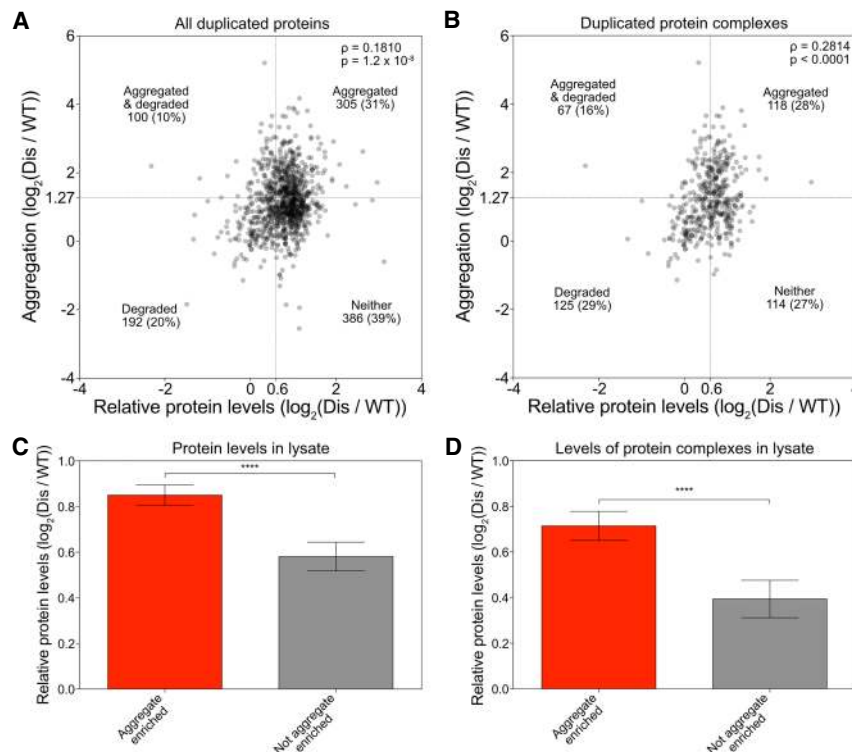 A
All duplicated proteins
ρ = 0.1810
p = 1.2 x 10⁻⁸
Aggregated
& degraded
100 (10%)
Aggregated
305 (31%)
Degraded
192 (20%)
Neither
386 (39%)
6
4
2
1.27
0
-2
-4
-4
-2
0
0.6
2
4
Aggregation (log₂(Dis / WT))
Relative protein levels (log₂(Dis / WT))
B
Duplicated protein complexes
ρ = 0.2814
p < 0.0001
Aggregated
& degraded
67 (16%)
Aggregated
118 (28%)
Degraded
125 (29%)
Neither
114 (27%)
6
4
2
1.27
0
-2
-4
-4
-2
0
0.6
2
4
Aggregation (log₂(Dis / WT))
Relative protein levels (log₂(Dis / WT))
C
Protein levels in lysate
****
1.0
0.8
0.6
0.4
0.2
0.0
Relative protein levels (log₂(Dis / WT))
Aggregate
enriched
Not aggregate
enriched
D
Levels of protein complexes in lysate
****
1.0
0.8
0.6
0.4
0.2
0.0
Relative protein levels (log₂(Dis / WT))
Aggregate
enriched
Not aggregate
enriched